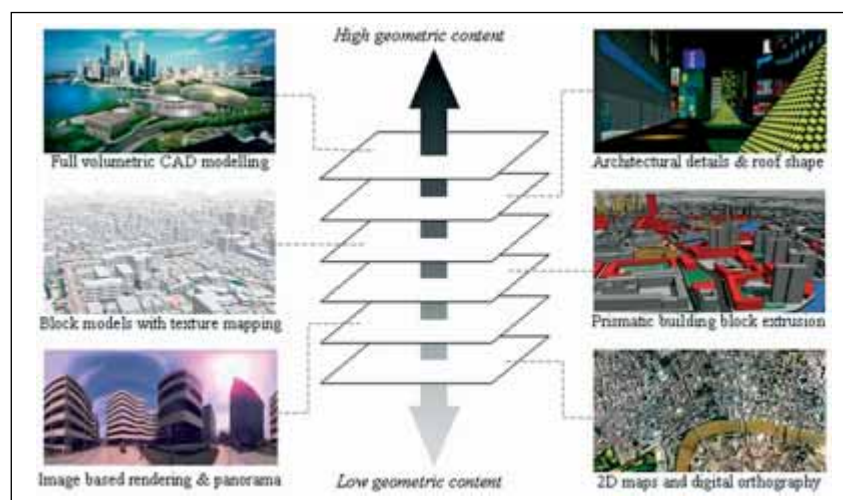 High geometric content
Full volumetric CAD modelling
Architectural details & roof shape
Block models with texture mapping
Prismatic building block extrusion
Image based rendering & panorama
Low geometric content
2D maps and digital orthography